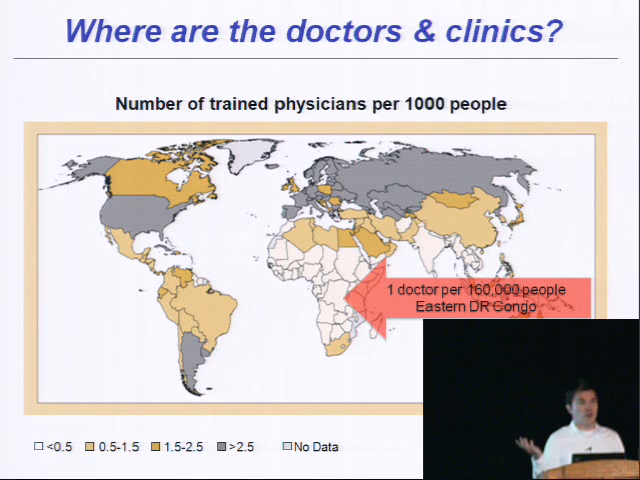 Where are the doctors & clinics?
Number of trained physicians per 1000 people
1 doctor per 160,000 people
Eastern DR Congo
<0.5 0.5-1.5 1.5-2.5 >2.5 No Data